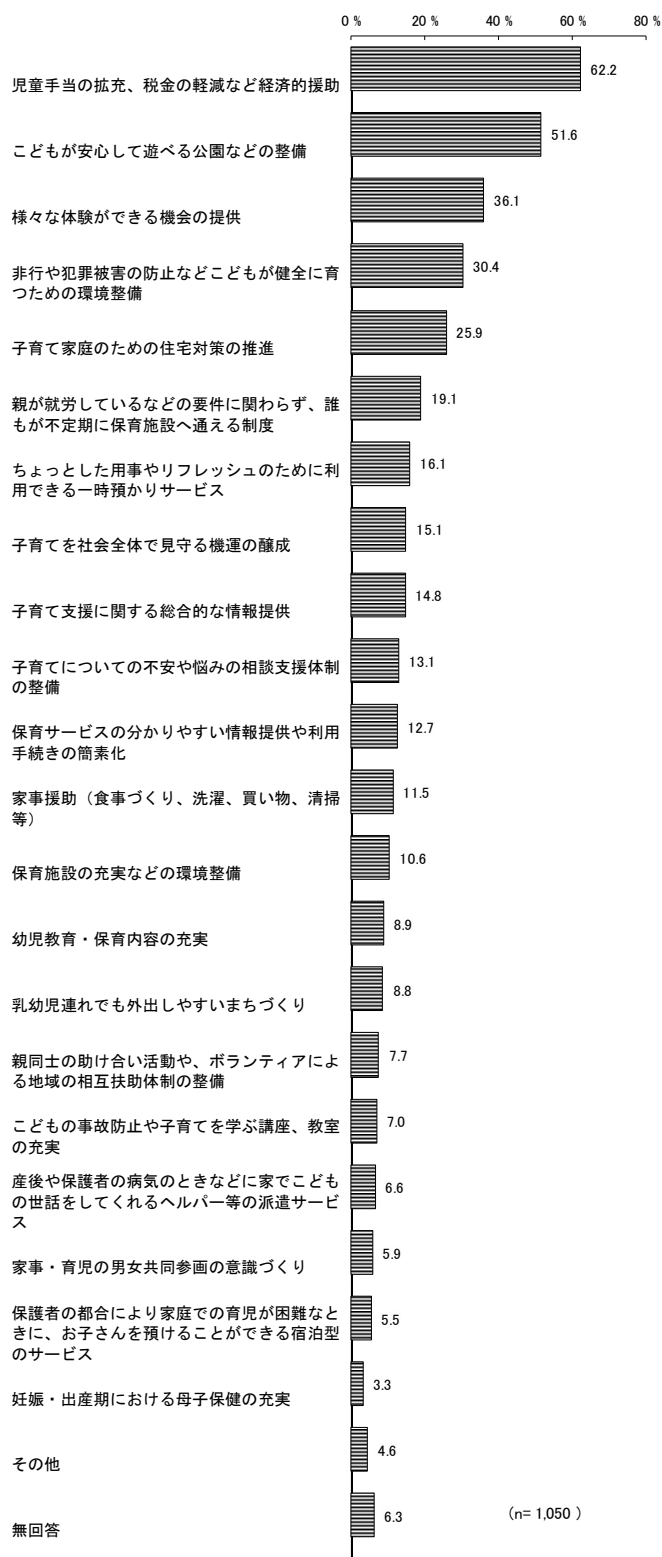 0 % 20 % 40 % 60 % 80 %
児童手当の拡充、税金の軽減など経済的援助 62.2
こどもが安心して遊べる公園などの整備 51.6
様々な体験ができる機会の提供 36.1
非行や犯罪被害の防止などこどもが健全に育
つための環境整備 30.4
子育て家庭のための住宅対策の推進 25.9
親が就労しているなどの要件に関わらず、誰
もが不定期に保育施設へ通える制度 19.1
ちょっとした用事やリフレッシュのために利
用できる一時預かりサービス 16.1
子育てを社会全体で見守る機運の醸成 15.1
子育て支援に関する総合的な情報提供 14.8
子育てについての不安や悩みの相談支援体制
の整備 13.1
保育サービスの分かりやすい情報提供や利用
手続きの簡素化 12.7
家事援助（食事づくり、洗濯、買い物、清掃
等） 11.5
保育施設の充実などの環境整備 10.6
幼児教育・保育内容の充実 8.9
乳幼児連れでも外出しやすいまちづくり 8.8
親同士の助け合い活動や、ボランティアによ
る地域の相互扶助体制の整備 7.7
こどもの事故防止や子育てを学ぶ講座、教室
の充実 7.0
産後や保護者の病気のときなどに家でこども
の世話をしてくれるヘルパー等の派遣サービ
ス 6.6
家事・育児の男女共同参画の意識づくり 5.9
保護者の都合により家庭での育児が困難なと
きに、お子さんを預けることができる宿泊型
のサービス 5.5
妊娠・出産期における母子保健の充実 3.3
その他 4.6
無回答 6.3
（n= 1,050 ）